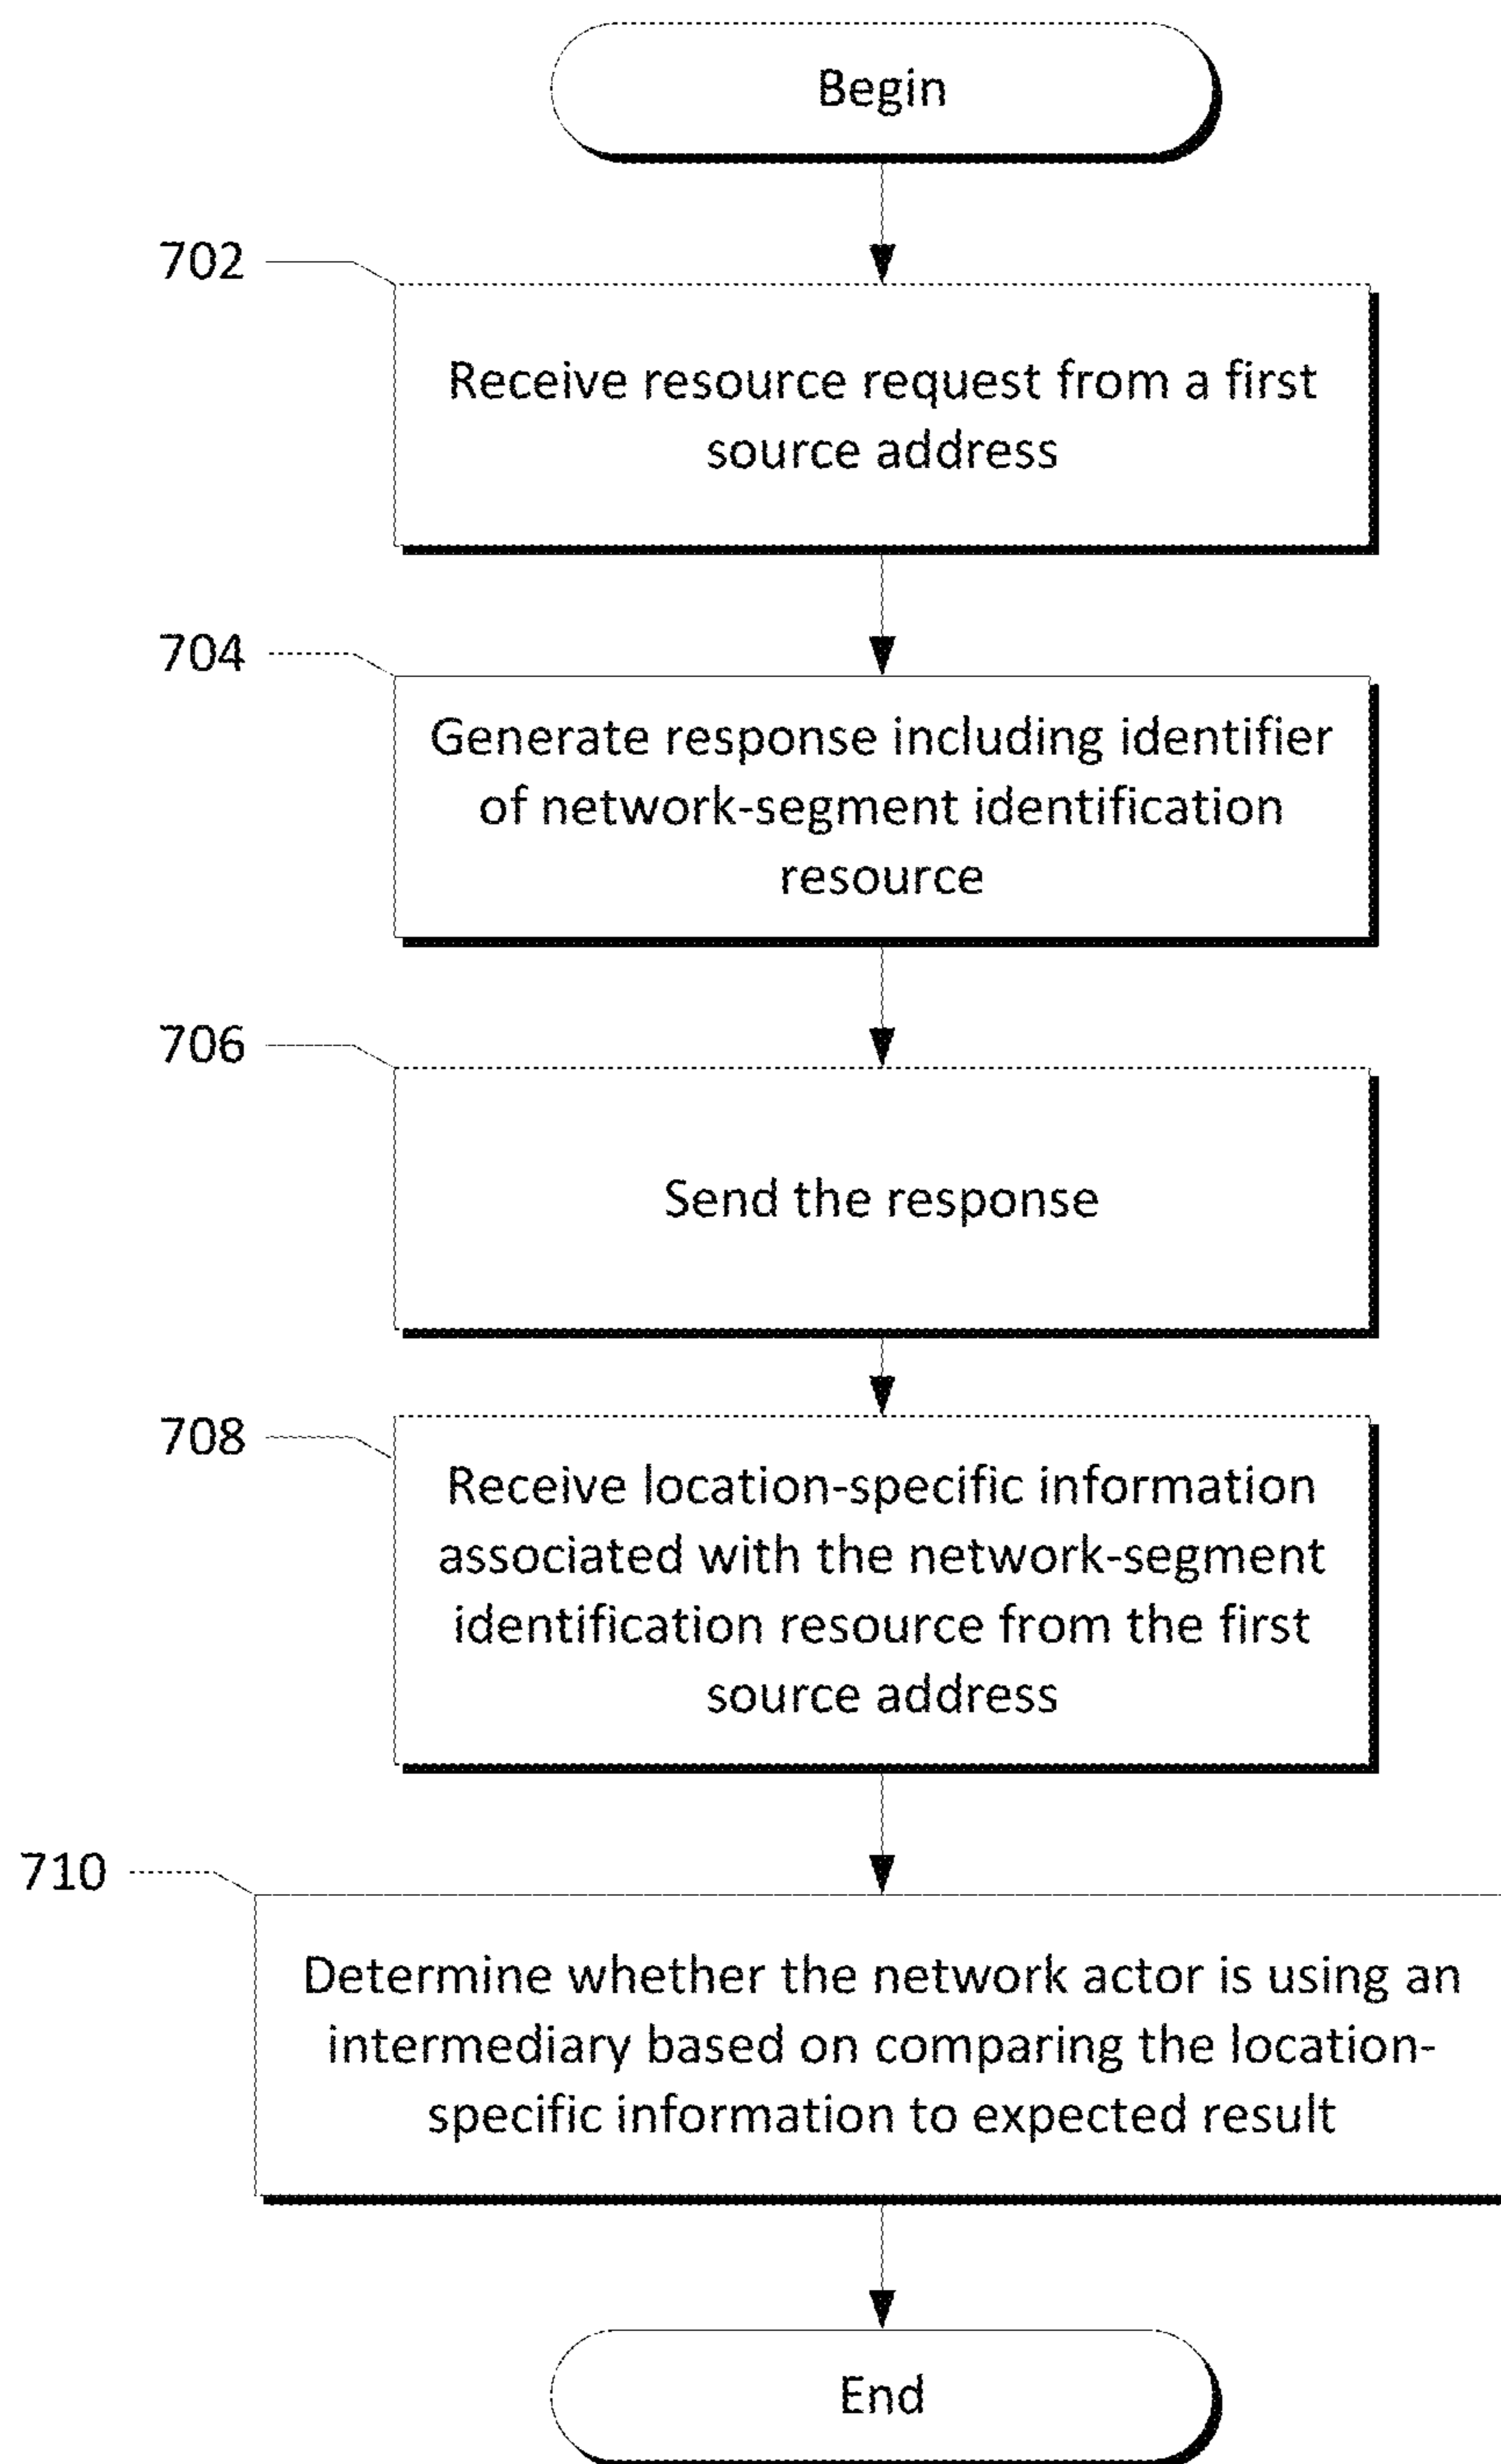 Begin
702
Receive resource request from a first
source address
704
Generate response including identifier
of network-segment identification
resource
706
Send the response
708
Receive location-specific information
associated with the network-segment
identification resource from the first
source address
710
Determine whether the network actor is using an
intermediary based on comparing the location-
specific information to expected result
End